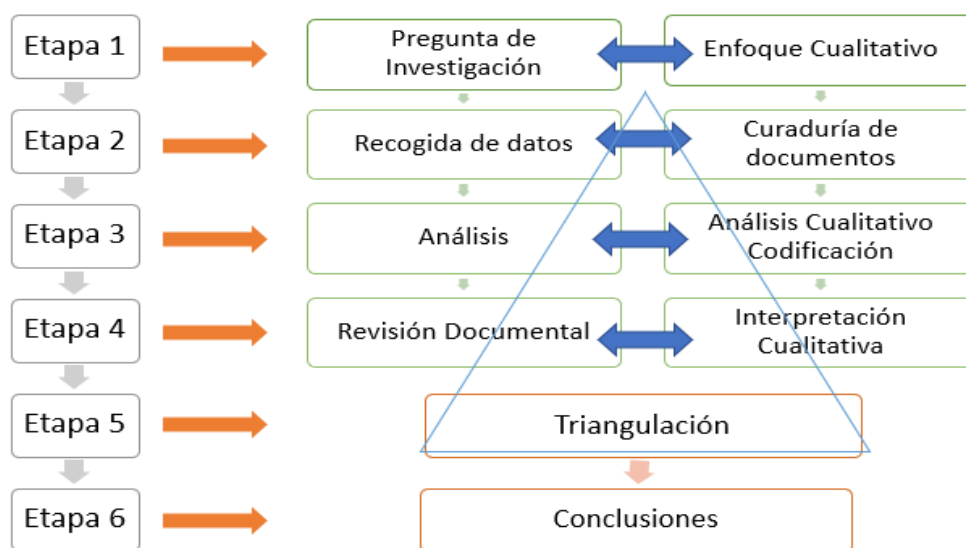 Etapa 1
Pregunta de
Investigación
Enfoque Cualitativo
Etapa 2
Recogida de datos
Curaduría de
documentos
Etapa 3
Análisis
Análisis Cualitativo
Codificación
Etapa 4
Revisión Documental
Interpretación
Cualitativa
Etapa 5
Triangulación
Etapa 6
Conclusiones